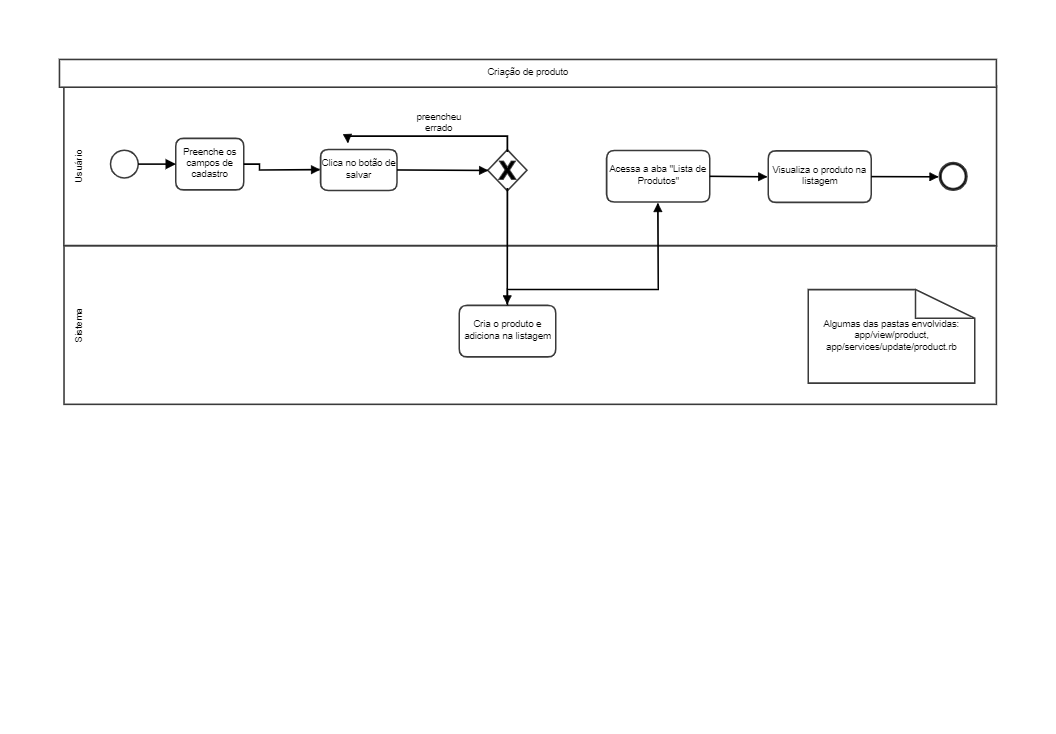 Criação de produto
Usuário
preencheu
errado
Preenche os
campos de
cadastro
Clica no botão de
salvar
X
Acessa a aba "Lista de
Produtos"
Visualiza o produto na
listagem
Sistema
Cria o produto e
adiciona na listagem
Algumas das pastas envolvidas:
app/view/product,
app/services/update/product.rb